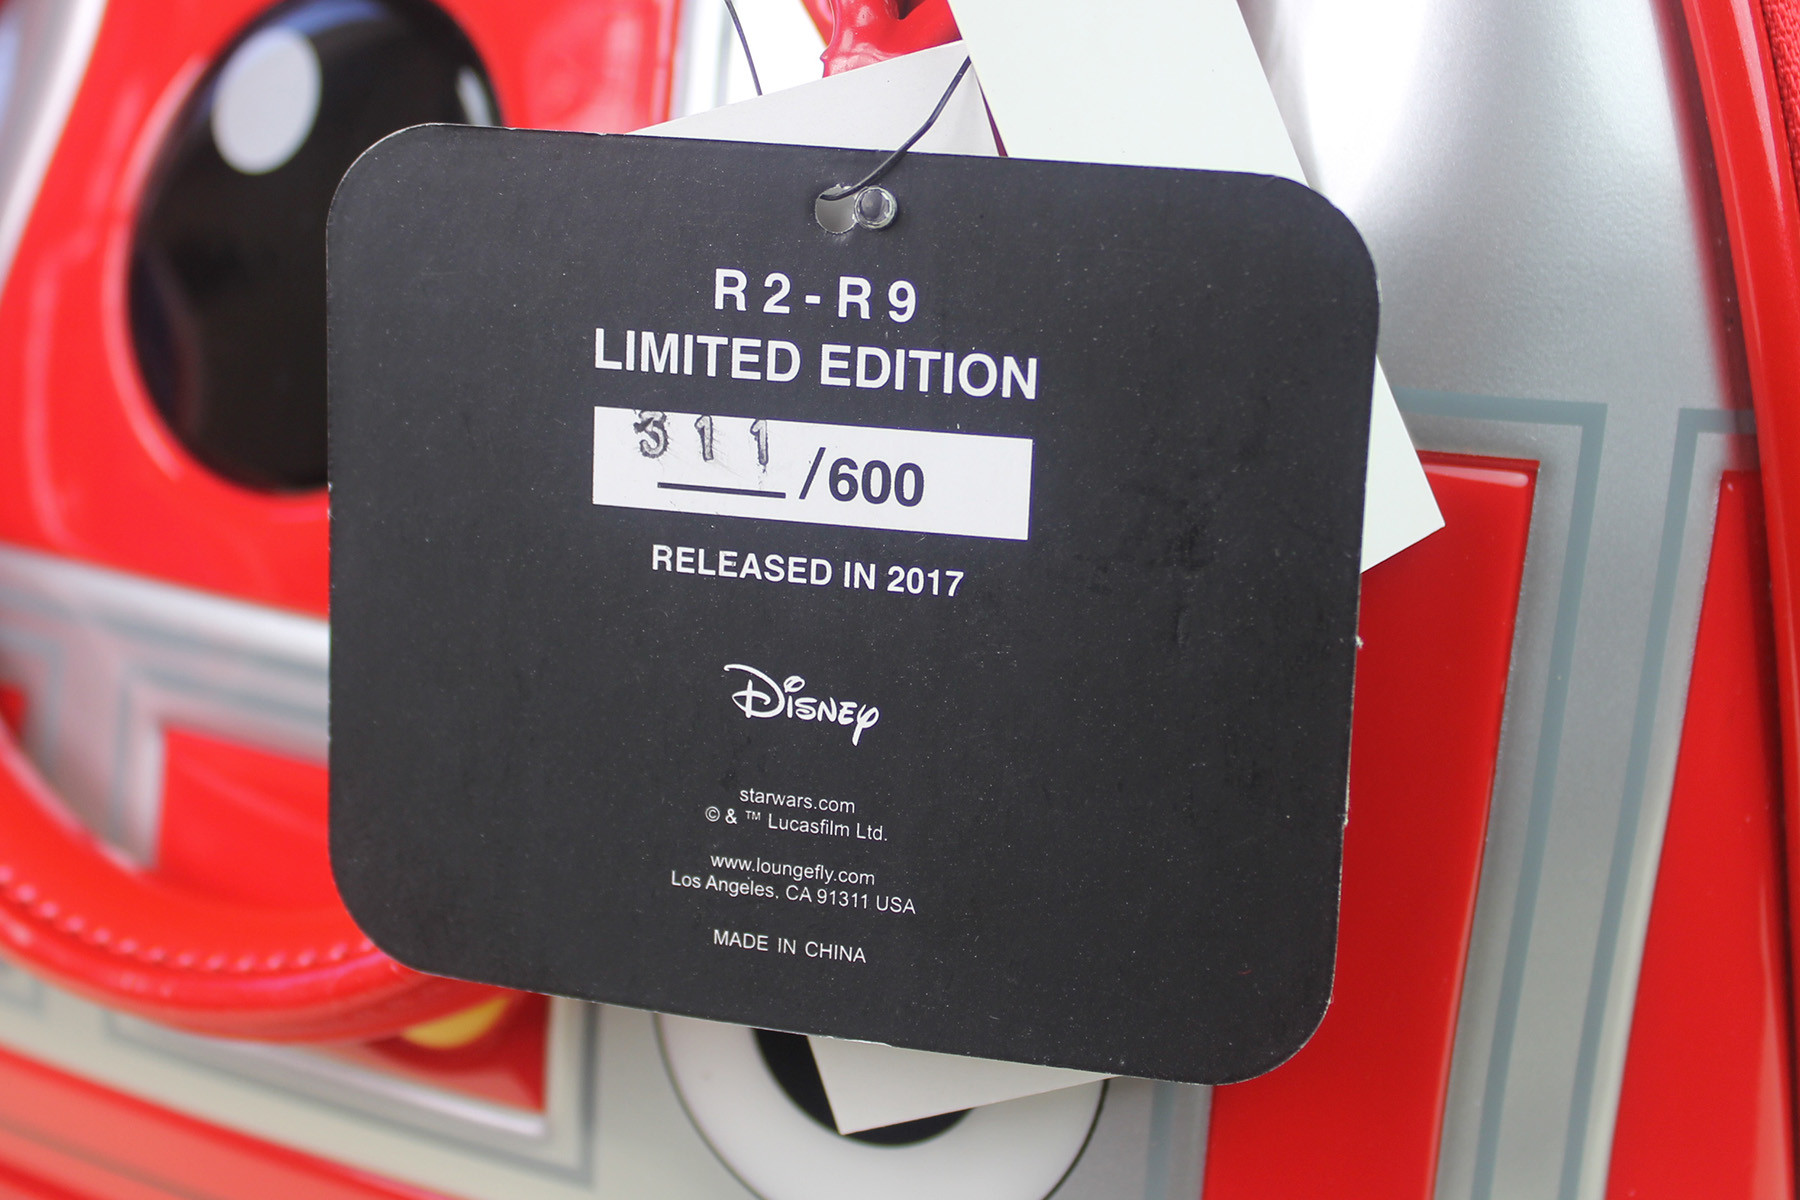 R2-R9
LIMITED EDITION
311/600
RELEASED IN 2017
Disney
starwars.com
© & ™ Lucasfilm Ltd.
www.loungefly.com
Los Angeles, CA 91311 USA
MADE IN CHINA